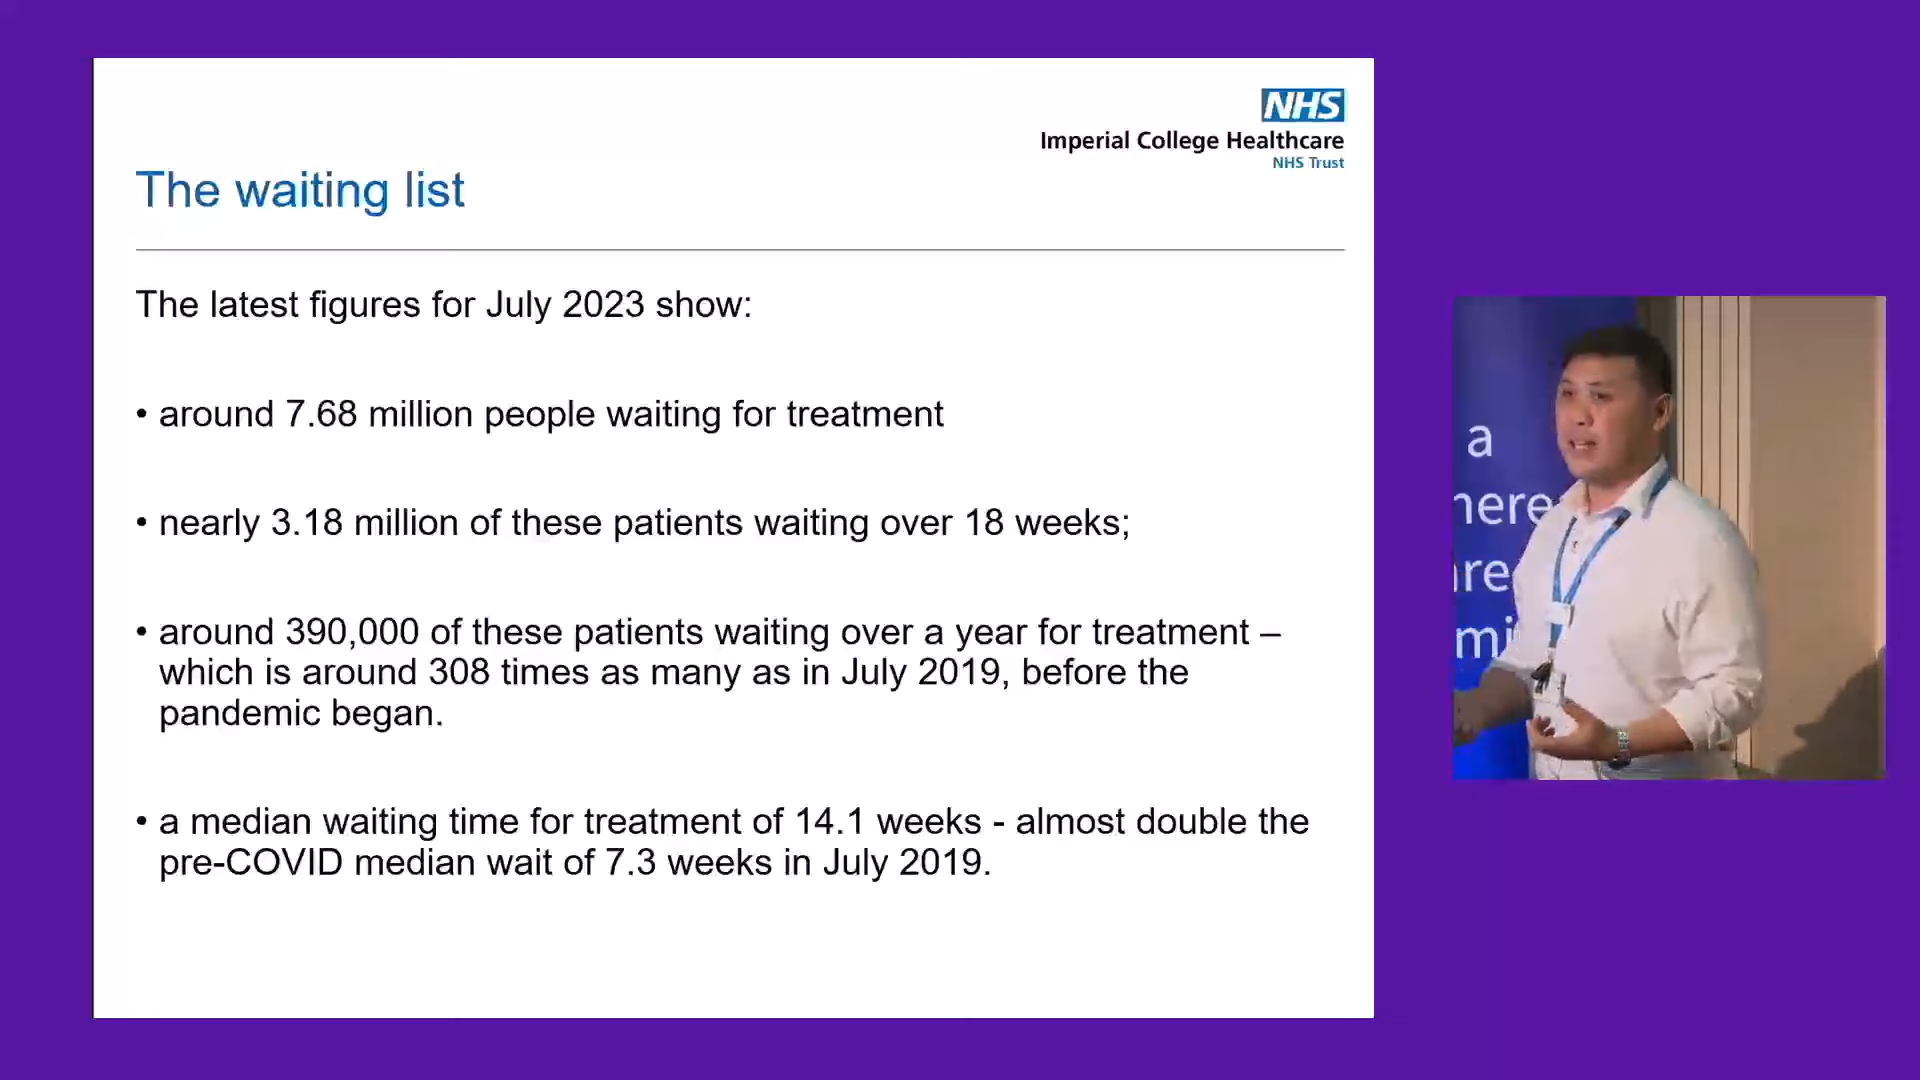 NHS
Imperial College Healthcare
NHS Trust
The waiting list
The latest figures for July 2023 show:
• around 7.68 million people waiting for treatment
• nearly 3.18 million of these patients waiting over 18 weeks;
• around 390,000 of these patients waiting over a year for treatment –
which is around 308 times as many as in July 2019, before the
pandemic began.
• a median waiting time for treatment of 14.1 weeks - almost double the
pre-COVID median wait of 7.3 weeks in July 2019.
a